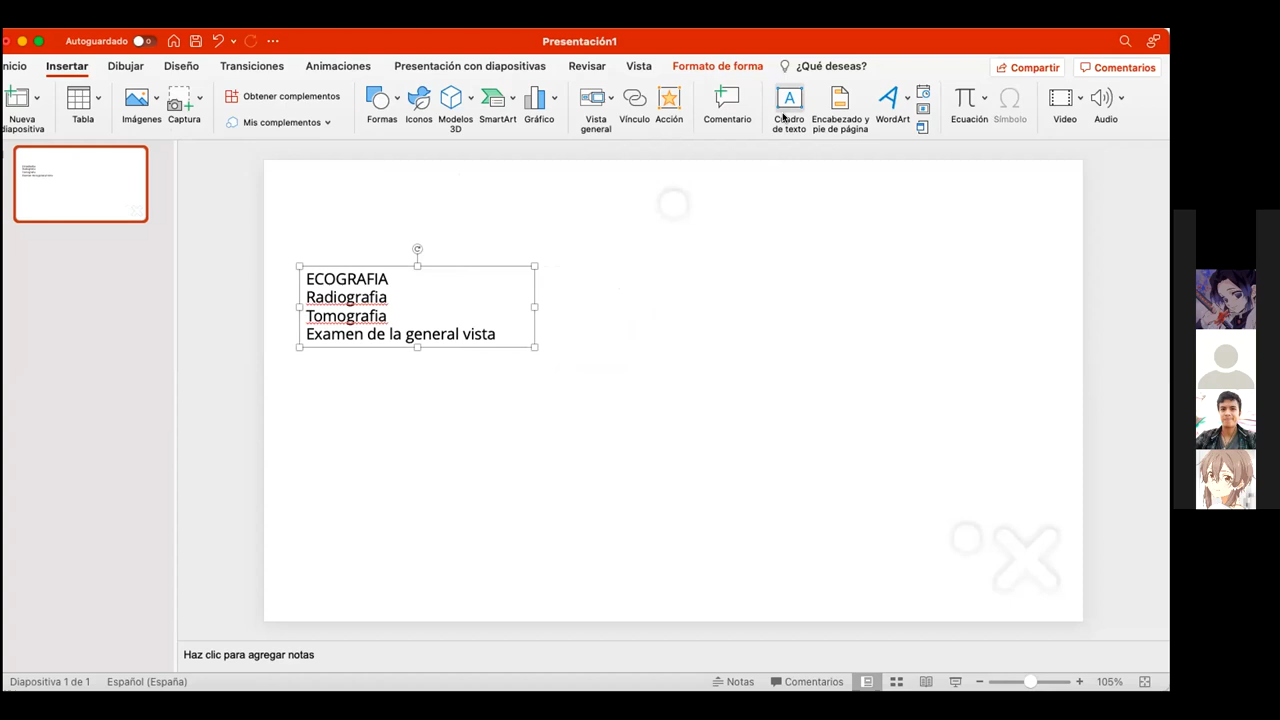 Autoguardado
Presentación1
nicio Insertar Dibujar Diseño Transiciones Animaciones Presentación con diapositivas Revisar Vista Formato de forma ¿Qué deseas? Compartir Comentarios
Nueva diapositiva
Tabla
Imágenes
Captura
Obtener complementos
Mis complementos
Formas
Iconos
Modelos 3D
SmartArt
Gráfico
Vista general
Vínculo
Acción
Comentario
Cuadro de texto
Encabezado y pie de página
WordArt
Ecuación
Símbolo
Video
Audio
ECOGRAFIA
Radiografia
Tomografia
Examen de la general vista
Haz clic para agregar notas
Diapositiva 1 de 1 Español (España) Notas Comentarios 105%